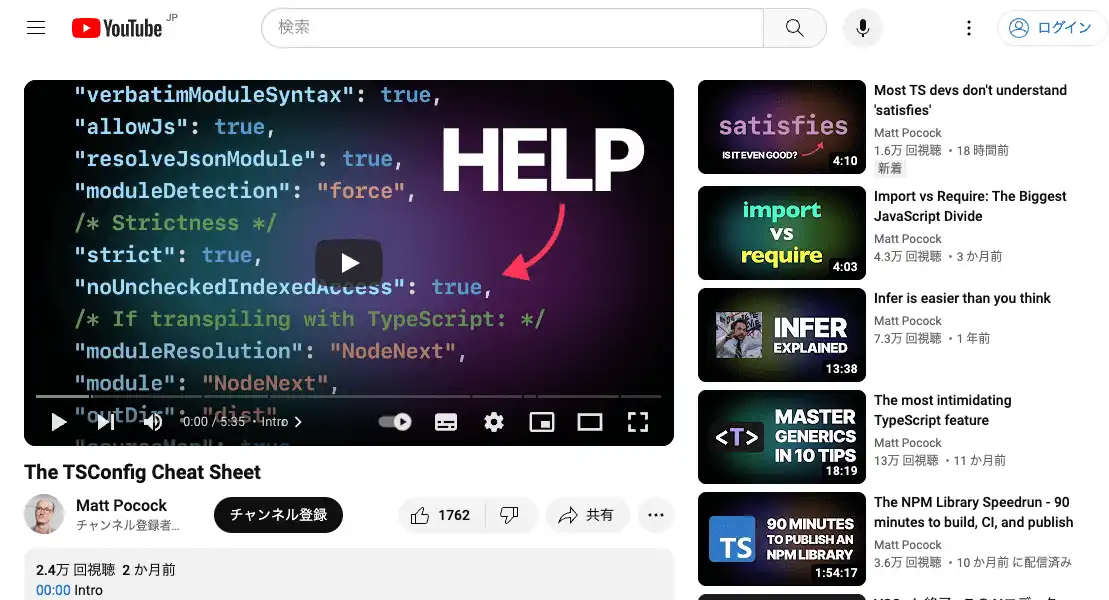 YouTube JP
検索
ログイン
"verbatimModuleSyntax": true,
"allowJs": true,
"resolveJsonModule": true,
"moduleDetection": "force",
/* Strictness */
"strict": true,
"noUncheckedIndexedAccess": true,
/* If transpiling with TypeScript: */
"moduleResolution": "NodeNext",
"module": "NodeNext",
"outDir": "dist"
HELP
0:00 / 5:35 • Intro
The TSConfig Cheat Sheet
Matt Pocock
チャンネル登録者...
チャンネル登録
1762
共有
2.4万 回視聴 2 か月前
00:00 Intro
satisfies
IS IT EVEN GOOD?
4:10
Most TS devs don't understand
'satisfies'
Matt Pocock
1.6万 回視聴 ・18 時間前
新着
import
vs
require
4:03
Import vs Require: The Biggest
JavaScript Divide
Matt Pocock
4.3万 回視聴 ・3 か月前
INFER
EXPLAINED
13:38
Infer is easier than you think
Matt Pocock
7.3万 回視聴 ・1 年前
<T>
MASTER
GENERICS
IN 10 TIPS
18:19
The most intimidating
TypeScript feature
Matt Pocock
13万 回視聴 ・11 か月前
TS
90 MINUTES
TO PUBLISH AN
NPM LIBRARY
1:54:17
The NPM Library Speedrun - 90
minutes to build, CI, and publish
Matt Pocock
3.6万 回視聴 ・10 か月前 に配信済み